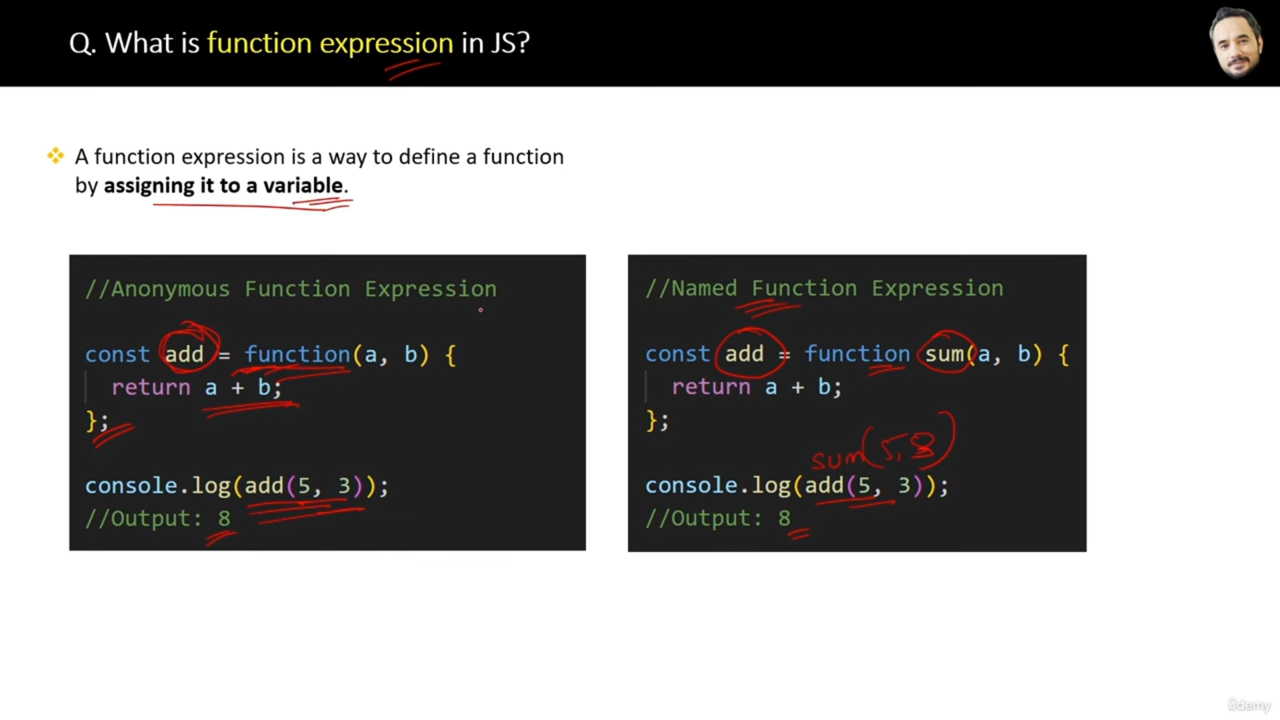 Q. What is function expression in JS?
A function expression is a way to define a function
by assigning it to a variable.
//Anonymous Function Expression
const add = function(a, b) {
return a + b;
};
console.log(add(5, 3));
//Output: 8
//Named Function Expression
const add = function sum(a, b) {
return a + b;
};
sum(5,3)
console.log(add(5, 3));
//Output: 8
ûdemy